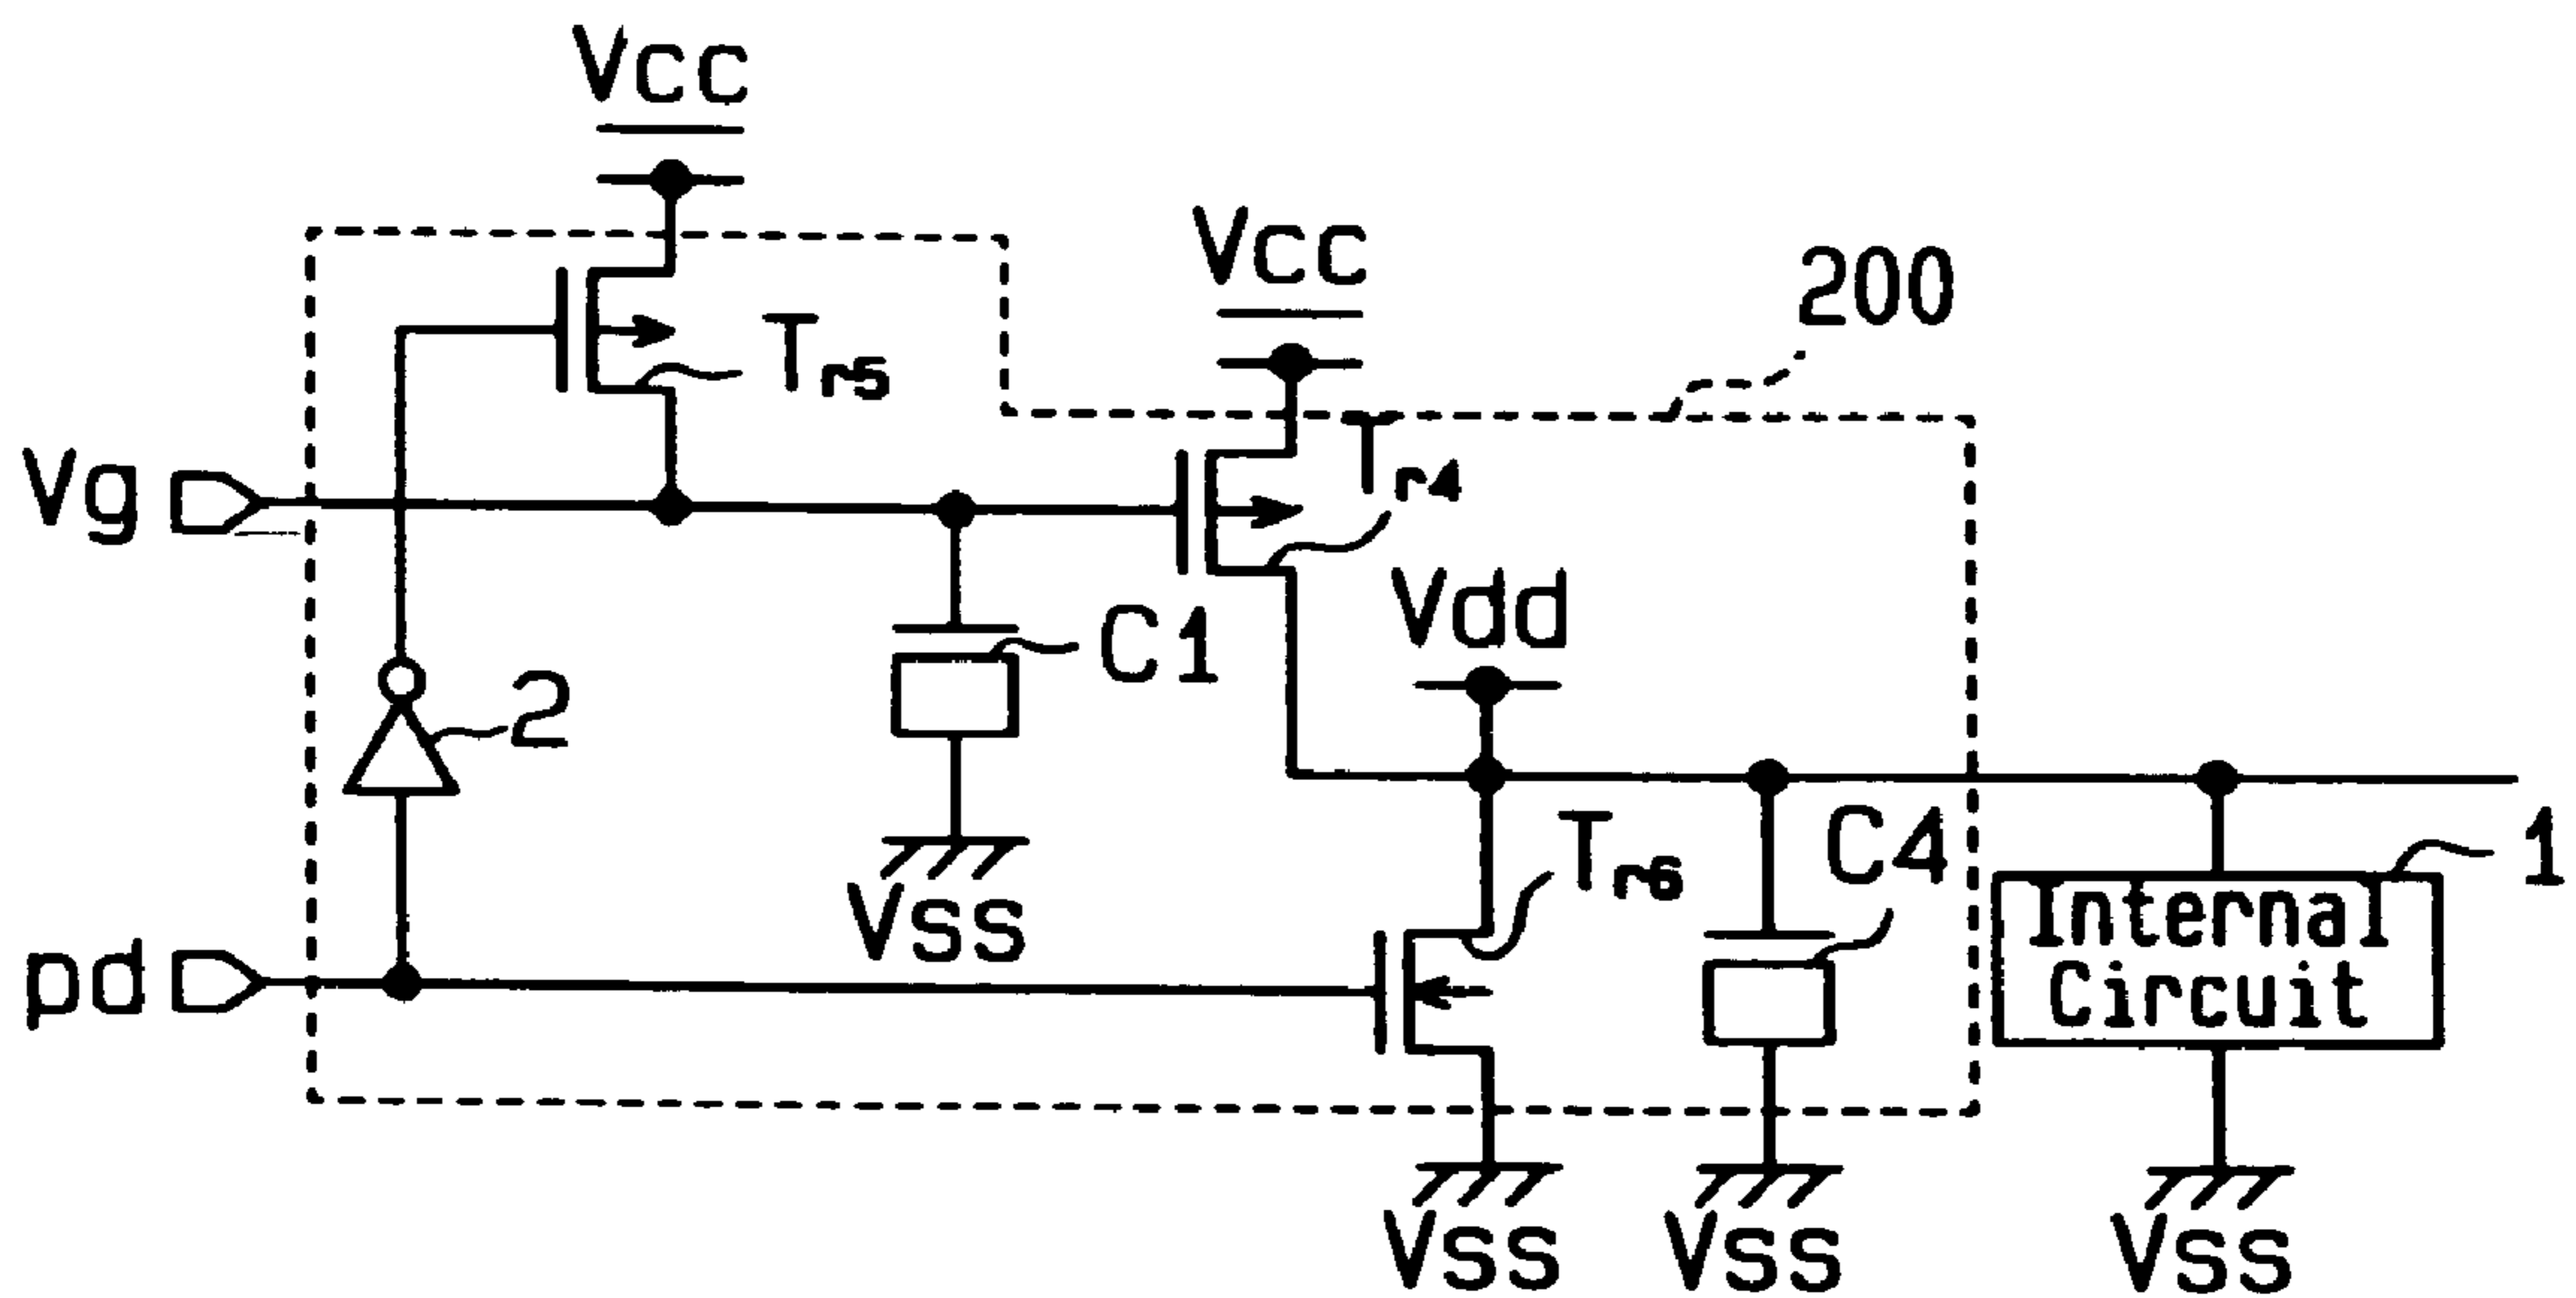 Vcc
Vcc
200
Tr5
Tr4
Vg
Vdd
C1
2
Tr6
C4
1
Internal
Circuit
Vss
pd
Vss
Vss
Vss